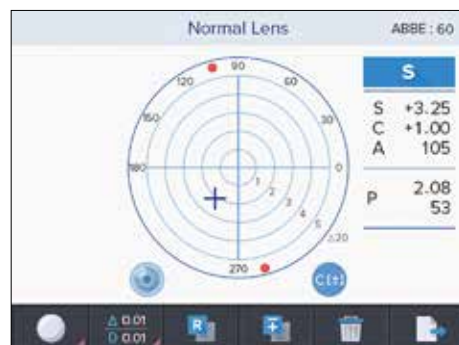 Normal Lens ABBE : 60
S
S +3.25
C +1.00
A 105
P 2.08
53
90
120 60
150 30
180 0
1 2 3 4 5 △20
270
C[±]
△ 0.01
D 0.01
R
∓